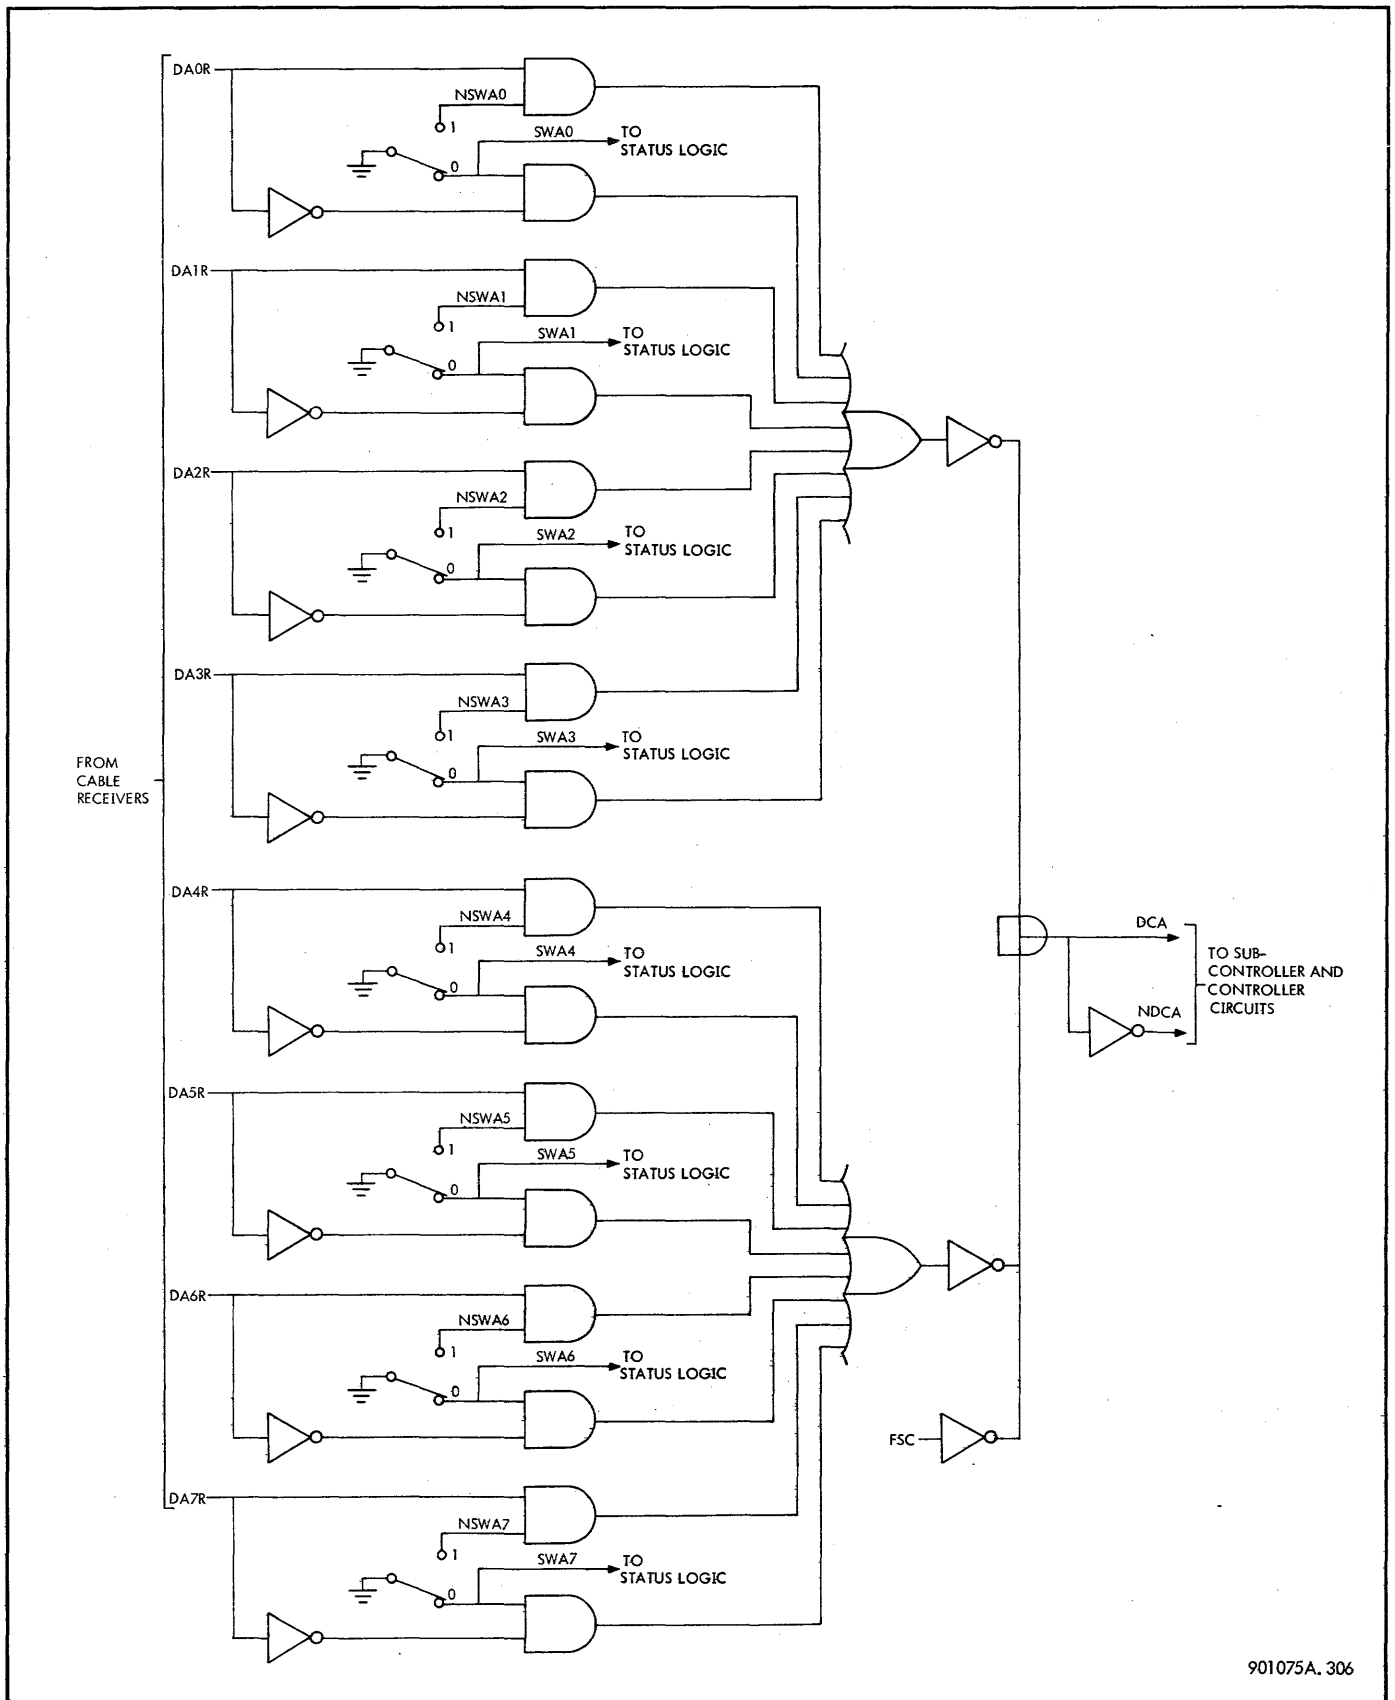 DA0R
NSWA0
1
SWA0
TO
STATUS LOGIC
0
DA1R
NSWA1
1
SWA1
TO
STATUS LOGIC
0
DA2R
NSWA2
1
SWA2
TO
STATUS LOGIC
0
DA3R
NSWA3
1
SWA3
TO
STATUS LOGIC
0
FROM
CABLE
RECEIVERS
DA4R
NSWA4
1
SWA4
TO
STATUS LOGIC
0
DCA
TO SUB-
CONTROLLER AND
CONTROLLER
CIRCUITS
NDCA
DA5R
NSWA5
1
SWA5
TO
STATUS LOGIC
0
DA6R
NSWA6
1
SWA6
TO
STATUS LOGIC
0
FSC
DA7R
NSWA7
1
SWA7
TO
STATUS LOGIC
0
901075A. 306